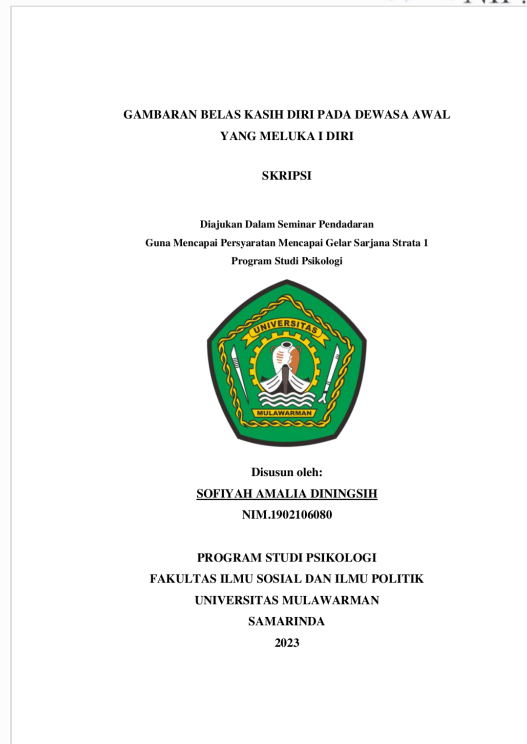 GAMBARAN BELAS KASIH DIRI PADA DEWASA AWAL
YANG MELUKA I DIRI
SKRIPSI
Diajukan Dalam Seminar Pendadaran
Guna Mencapai Persyaratan Mencapai Gelar Sarjana Strata 1
Program Studi Psikologi
UNIVERSITAS
MULAWARMAN
Disusun oleh:
SOFIYAH AMALIA DININGSIH
NIM.1902106080
PROGRAM STUDI PSIKOLOGI
FAKULTAS ILMU SOSIAL DAN ILMU POLITIK
UNIVERSITAS MULAWARMAN
SAMARINDA
2023